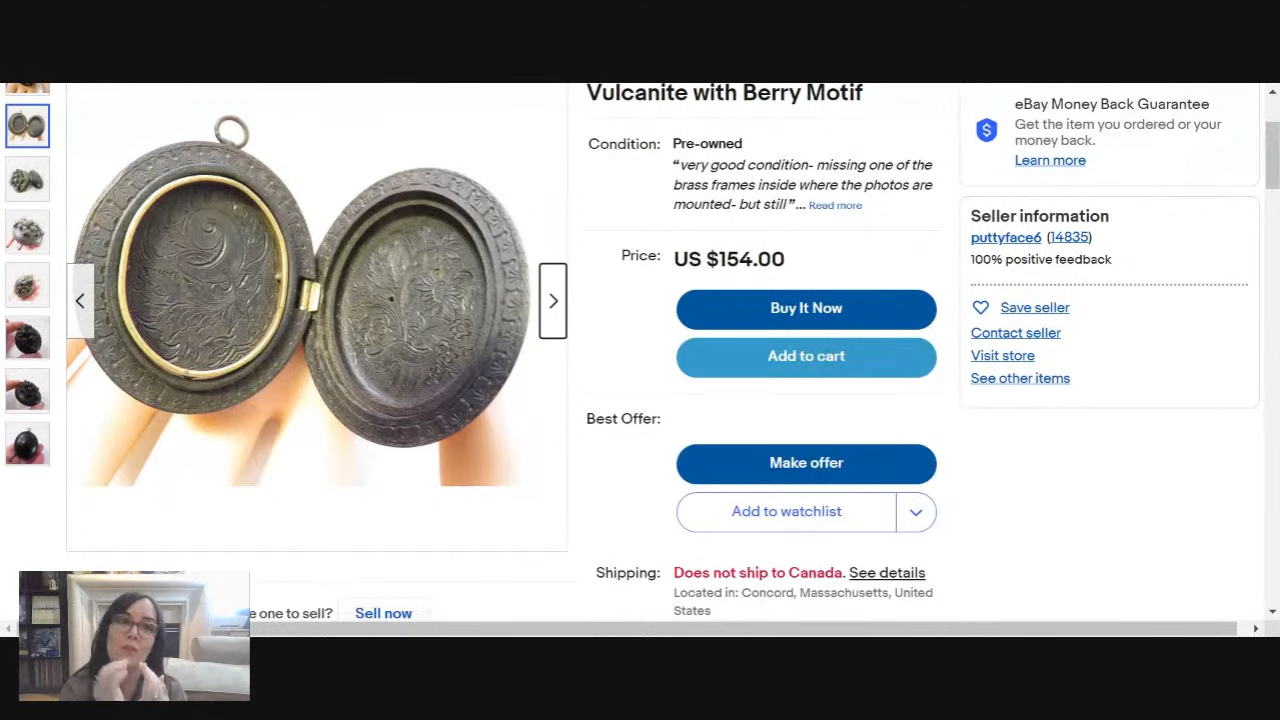 Vulcanite with Berry Motif
Condition:
Pre-owned
“very good condition- missing one of the
brass frames inside where the photos are
mounted- but still”... Read more
Price:
US $154.00
Buy It Now
Add to cart
Best Offer:
Make offer
Add to watchlist
Shipping:
Does not ship to Canada. See details
Located in: Concord, Massachusetts, United
States
e one to sell?
Sell now
eBay Money Back Guarantee
Get the item you ordered or your
money back.
Learn more
Seller information
puttyface6 (14835)
100% positive feedback
Save seller
Contact seller
Visit store
See other items